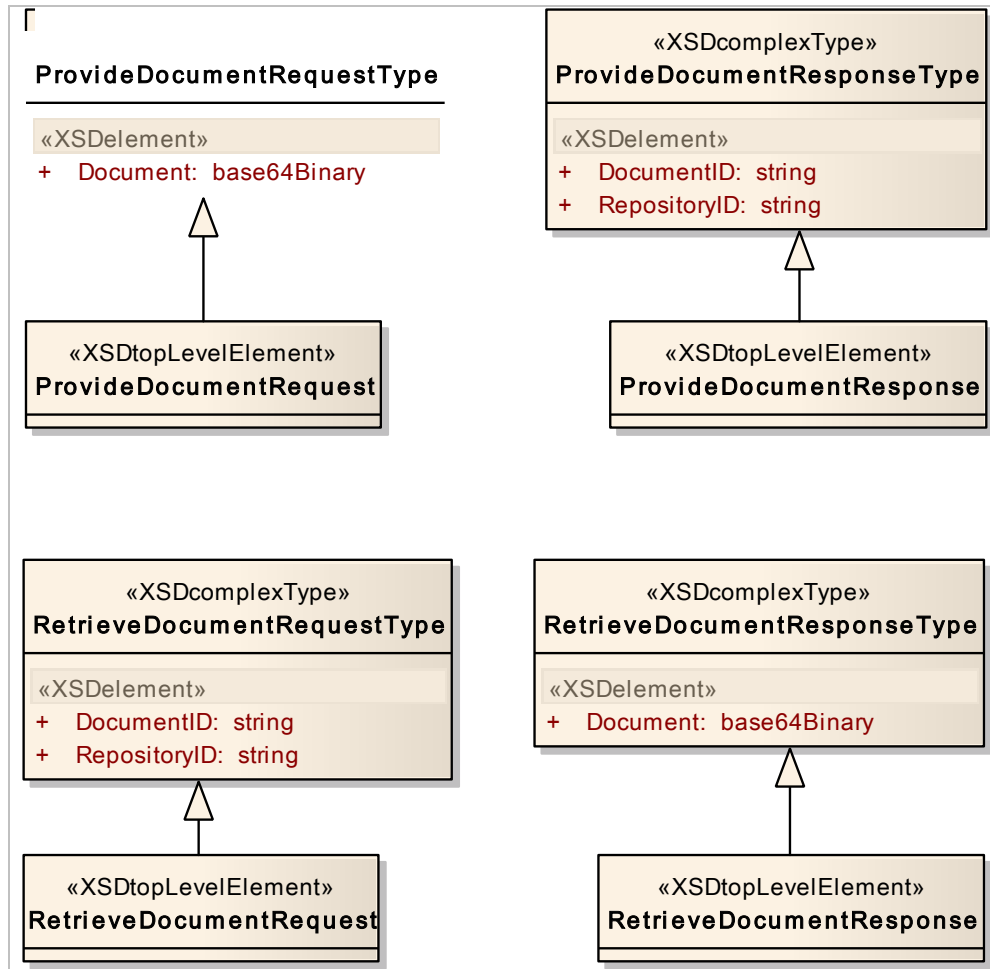 ProvideDocumentRequestType
«XSDelement»
+ Document: base64Binary
«XSDtopLevelElement»
ProvideDocumentRequest
«XSDcomplexType»
ProvideDocumentResponseType
«XSDelement»
+ DocumentID: string
+ RepositoryID: string
«XSDtopLevelElement»
ProvideDocumentResponse
«XSDcomplexType»
RetrieveDocumentRequestType
«XSDelement»
+ DocumentID: string
+ RepositoryID: string
«XSDtopLevelElement»
RetrieveDocumentRequest
«XSDcomplexType»
RetrieveDocumentResponseType
«XSDelement»
+ Document: base64Binary
«XSDtopLevelElement»
RetrieveDocumentResponse